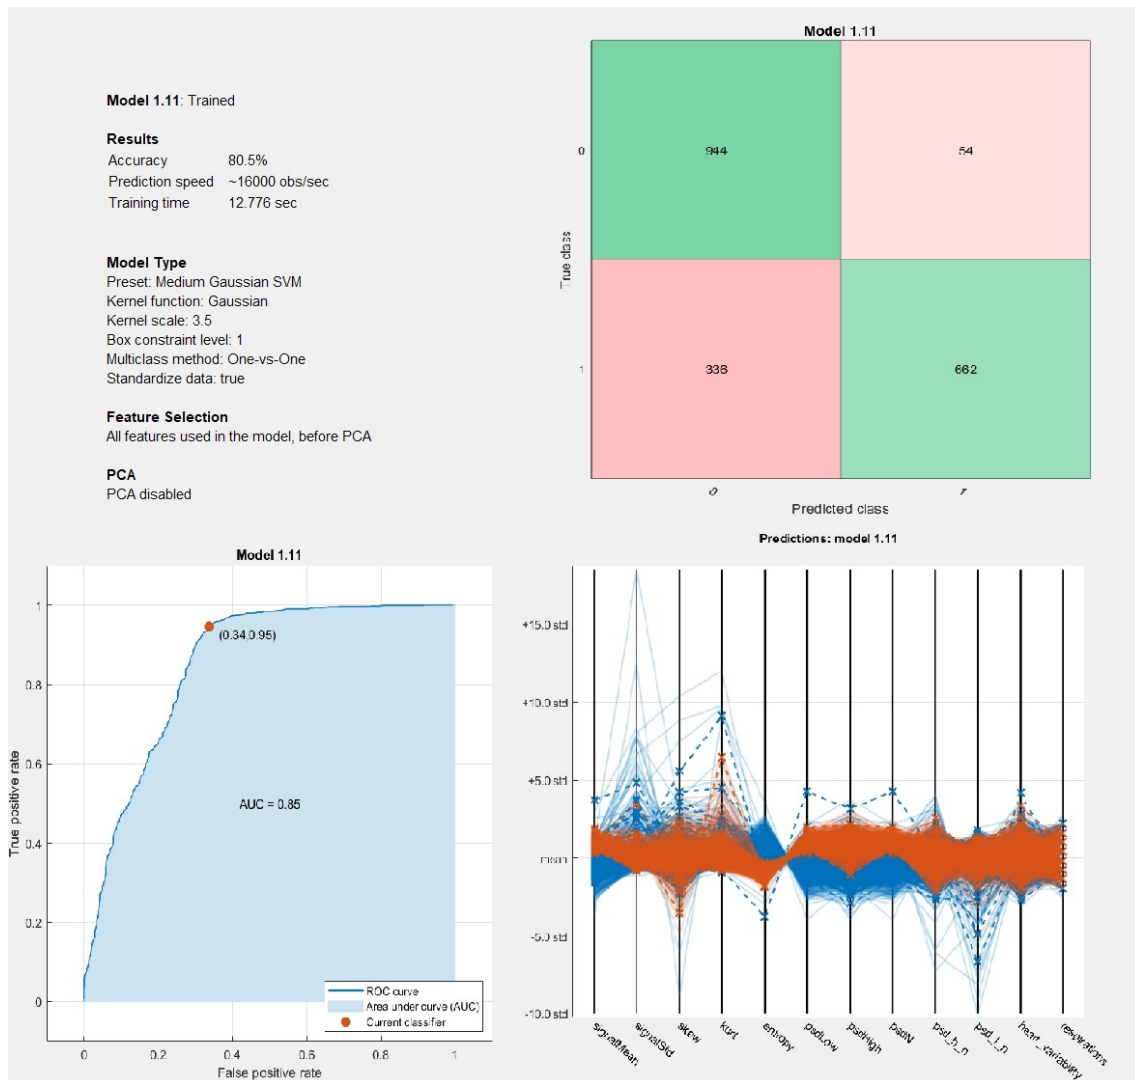 Model 1.11: Trained
Results
Accuracy 80.5%
Prediction speed ~16000 obs/sec
Training time 12.776 sec
Model Type
Preset: Medium Gaussian SVM
Kernel function: Gaussian
Kernel scale: 3.5
Box constraint level: 1
Multiclass method: One-vs-One
Standardize data: true
Feature Selection
All features used in the model, before PCA
PCA
PCA disabled
Model 1.11
True class
0
944
54
1
336
662
0
1
Predicted class
Model 1.11
True positive rate
1
0.8
0.6
0.4
0.2
0
(0.34,0.95)
AUC = 0.85
ROC curve
Area under curve (AUC)
Current classifier
0
0.2
0.4
0.6
0.8
1
False positive rate
Predictions: model 1.11
+15.0 std
+10.0 std
+5.0 std
mean
-5.0 std
-10.0 std
signalMean
signalStd
skew
kurt
entropy
psdLow
psdHigh
psdN
psd_h_n
psd_l_n
heart_variability
respirations